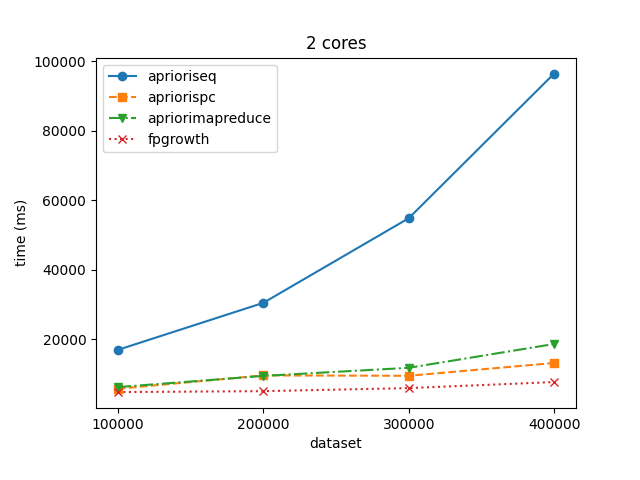 2 cores
100000
80000
60000
40000
20000
time (ms)
aprioriseq
apriorispc
apriorimapreduce
fpgrowth
100000
200000
300000
400000
dataset